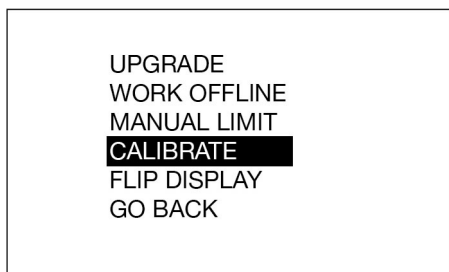 UPGRADE
WORK OFFLINE
MANUAL LIMIT
CALIBRATE
FLIP DISPLAY
GO BACK